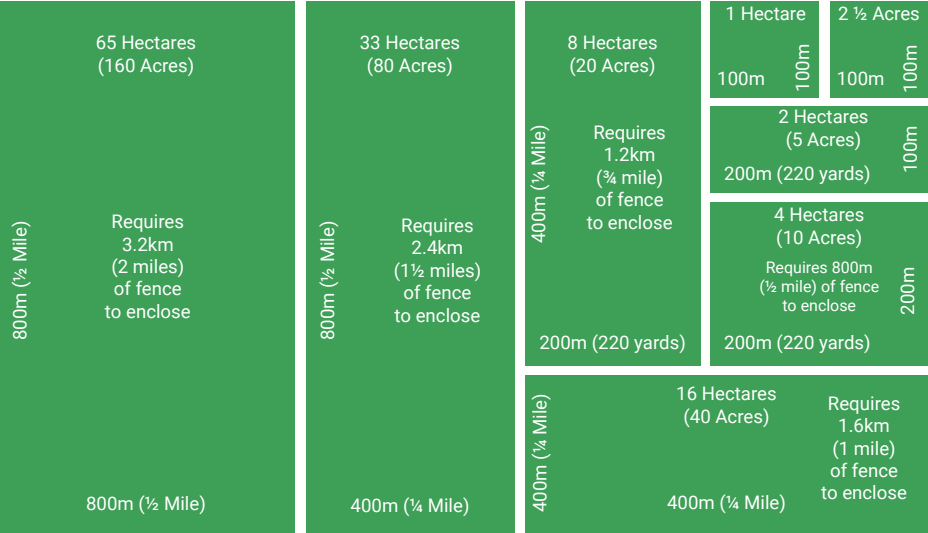 65 Hectares
(160 Acres)
800m (½ Mile)
Requires
3.2km
(2 miles)
of fence
to enclose
800m (½ Mile)
33 Hectares
(80 Acres)
800m (½ Mile)
Requires
2.4km
(1½ miles)
of fence
to enclose
400m (¼ Mile)
8 Hectares
(20 Acres)
400m (¼ Mile)
Requires
1.2km
(¾ mile)
of fence
to enclose
200m (220 yards)
1 Hectare
100m
100m
2 ½ Acres
100m
100m
2 Hectares
(5 Acres)
100m
200m (220 yards)
4 Hectares
(10 Acres)
Requires 800m
(½ mile) of fence
to enclose
200m
200m (220 yards)
16 Hectares
(40 Acres)
400m (¼ Mile)
Requires
1.6km
(1 mile)
of fence
to enclose
400m (¼ Mile)